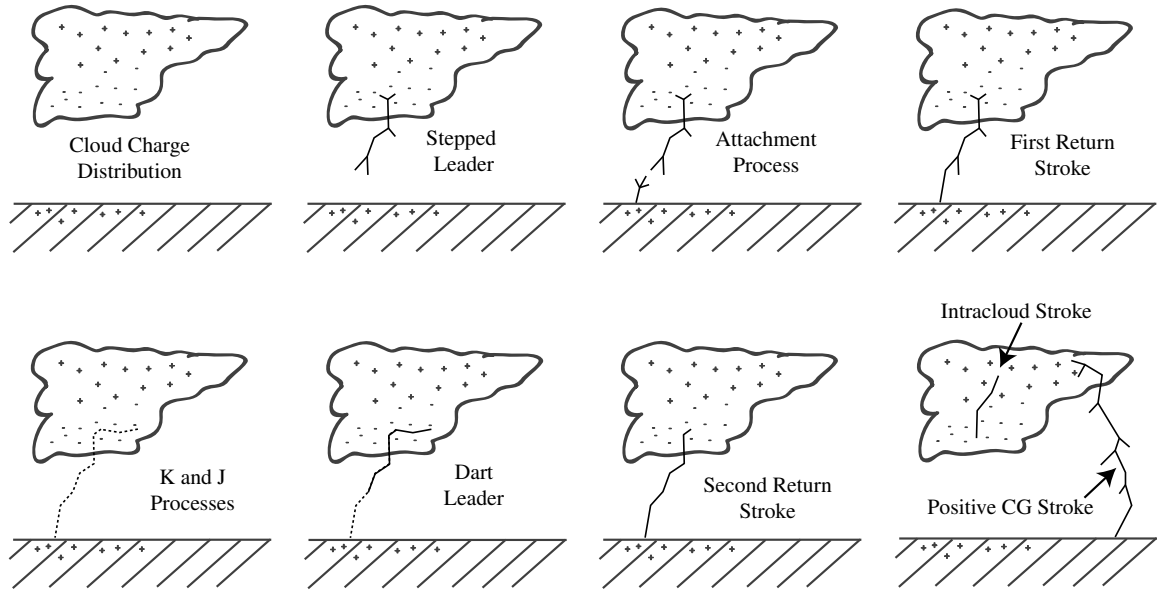 Cloud Charge
Distribution
Stepped
Leader
Attachment
Process
First Return
Stroke
K and J
Processes
Dart
Leader
Second Return
Stroke
Intracloud Stroke
Positive CG Stroke